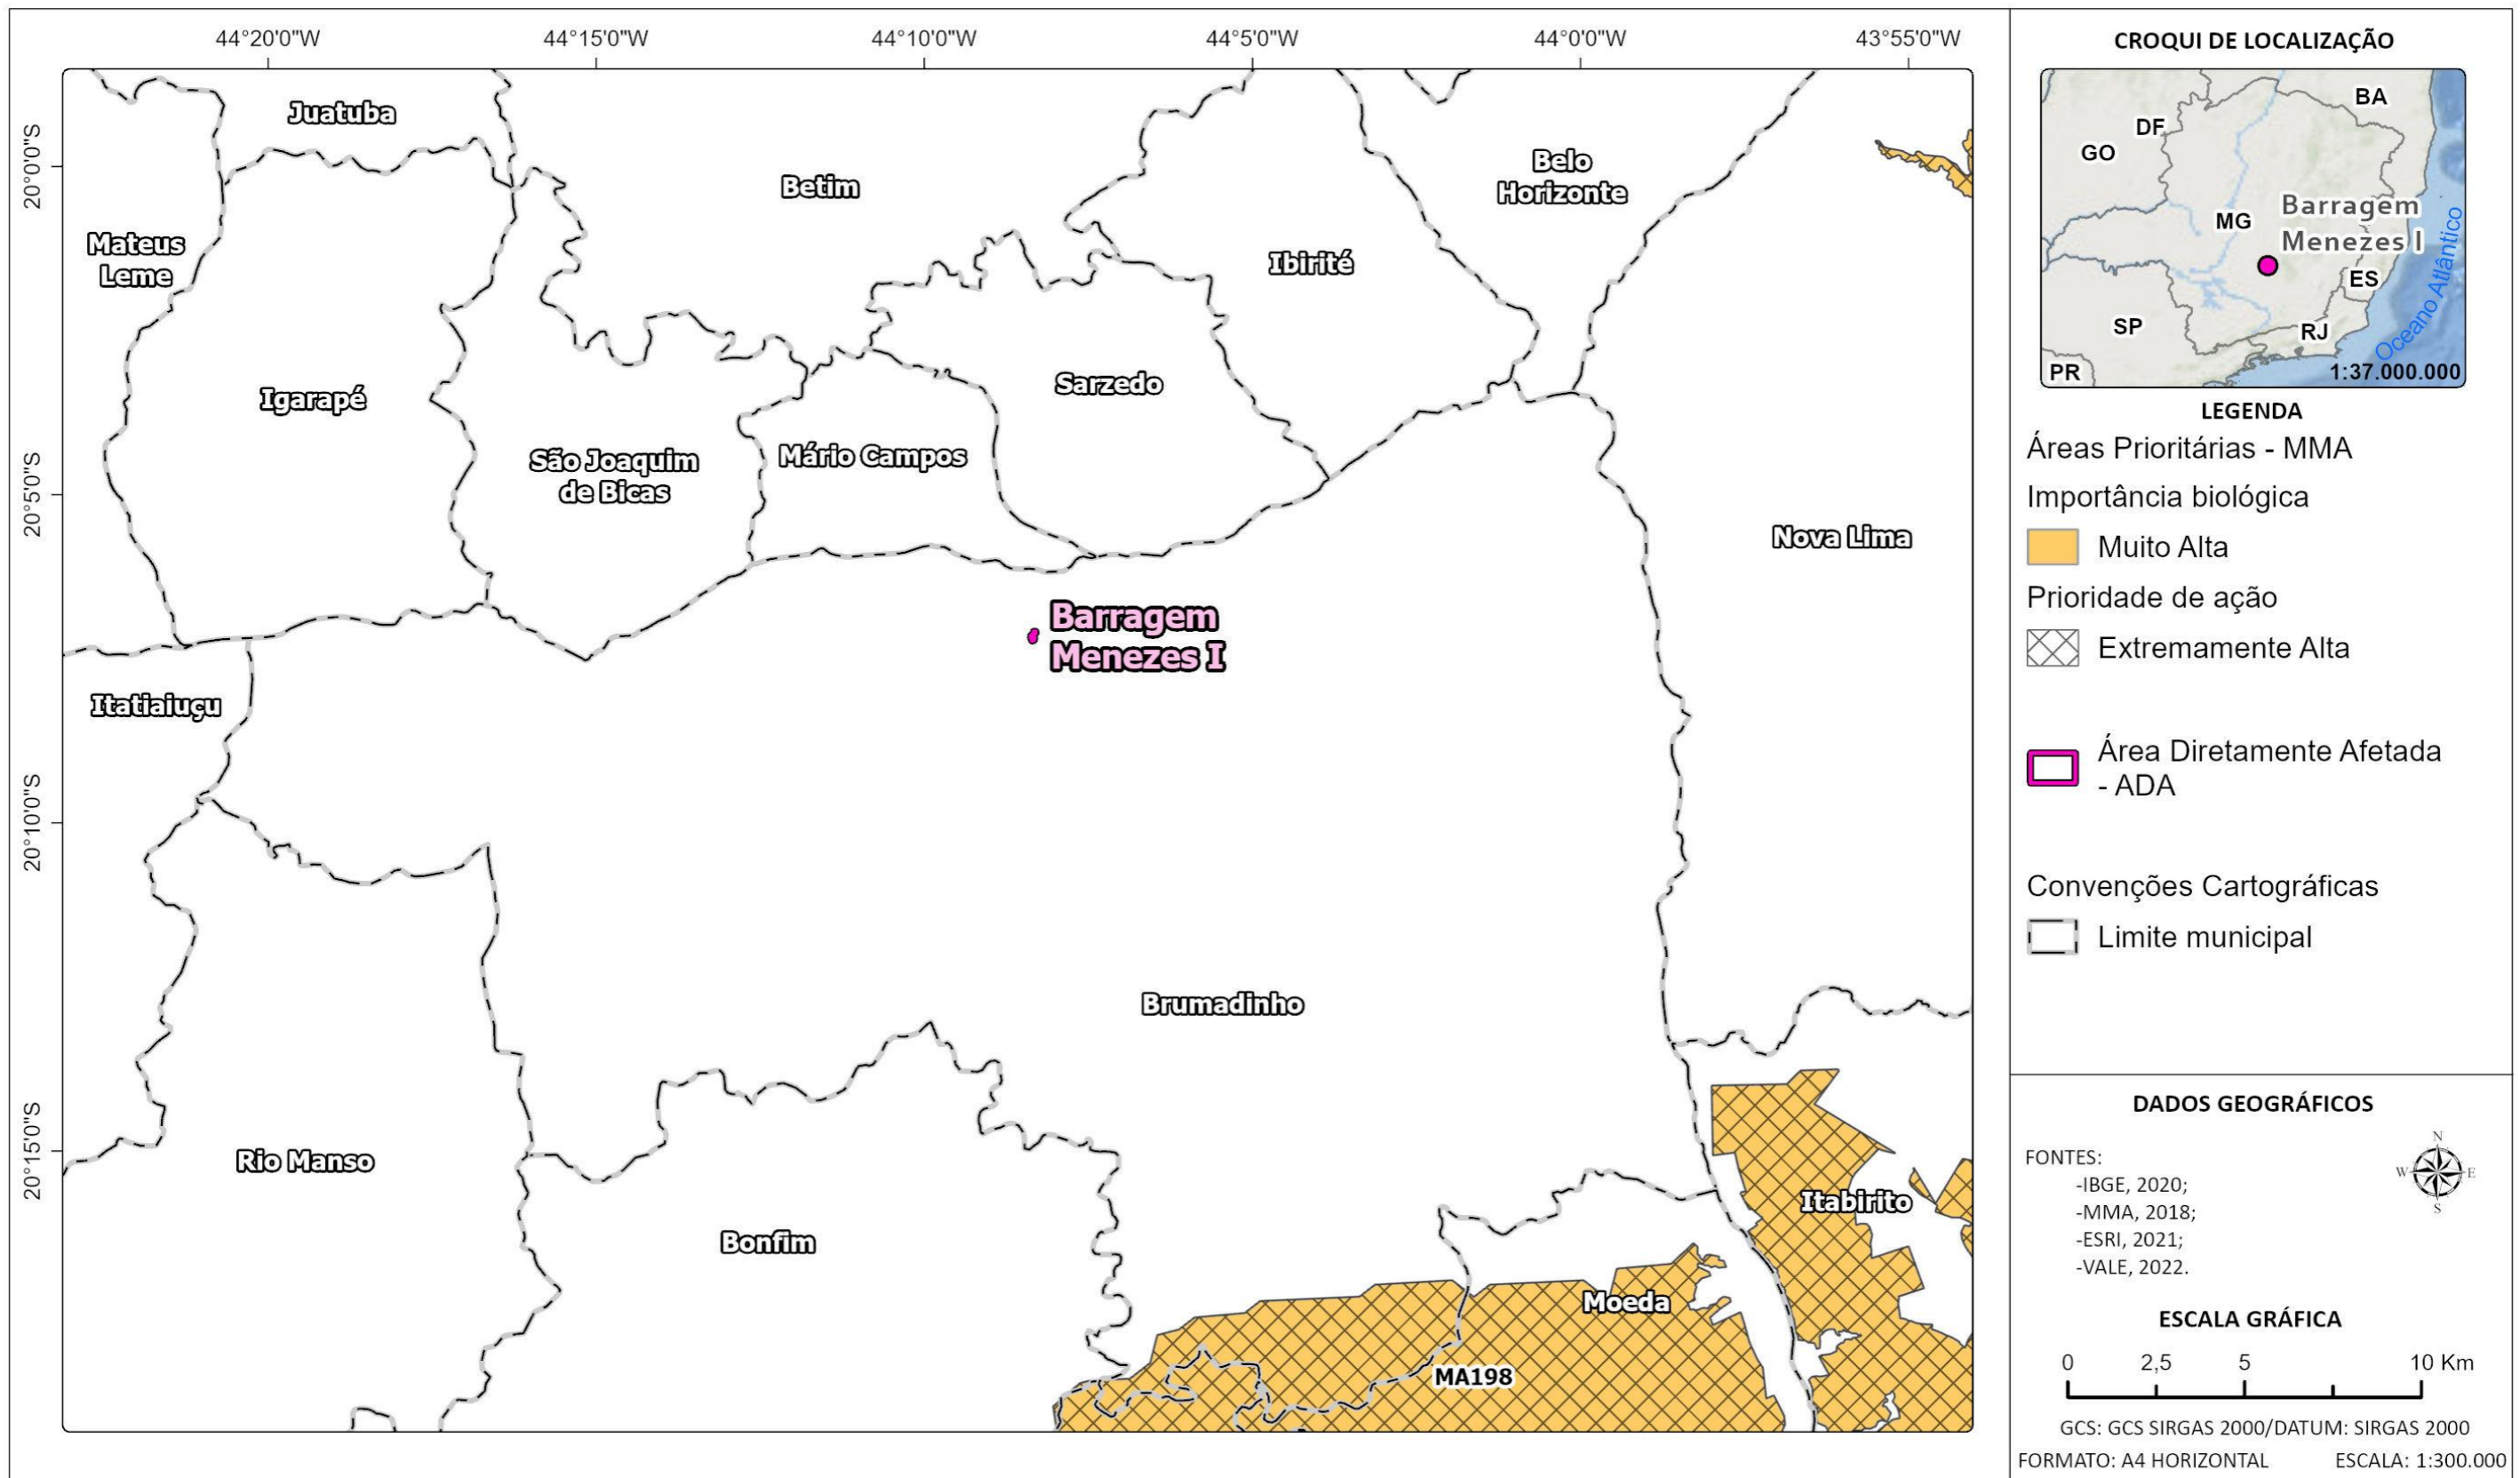 44°20'0"W
44°15'0"W
44°10'0"W
44°5'0"W
44°0'0"W
43°55'0"W
20°0'0"S
20°5'0"S
20°10'0"S
20°15'0"S
Juatuba
Betim
Belo
Horizonte
Mateus
Leme
Ibirité
Igarapé
Sarzedo
São Joaquim
de Bicas
Mário Campos
Nova Lima
Barragem
Menezes I
Itatiaiuçu
Brumadinho
Rio Manso
Itabirito
Bonfim
Moeda
MA198
CROQUI DE LOCALIZAÇÃO
BA
DF
GO
MG
Barragem
Menezes I
ES
SP
RJ
Oceano Atlântico
PR
1:37.000.000
LEGENDA
Áreas Prioritárias - MMA
Importância biológica
Muito Alta
Prioridade de ação
Extremamente Alta
Área Diretamente Afetada
- ADA
Convenções Cartográficas
Limite municipal
DADOS GEOGRÁFICOS
N
W
E
S
FONTES:
-IBGE, 2020;
-MMA, 2018;
-ESRI, 2021;
-VALE, 2022.
ESCALA GRÁFICA
0 2,5 5 10 Km
GCS: GCS SIRGAS 2000/DATUM: SIRGAS 2000
FORMATO: A4 HORIZONTAL ESCALA: 1:300.000